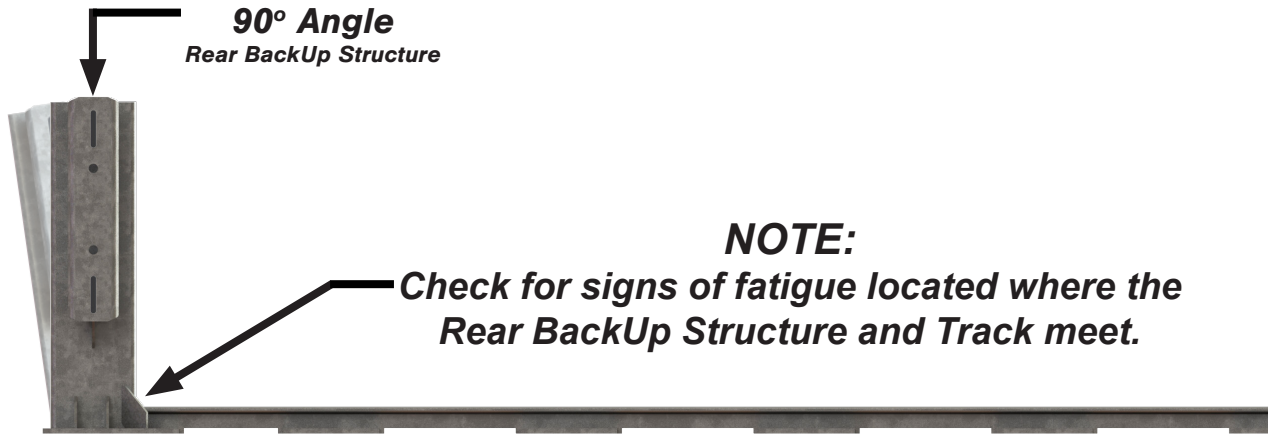 90º Angle
Rear BackUp Structure
NOTE:
Check for signs of fatigue located where the
Rear BackUp Structure and Track meet.